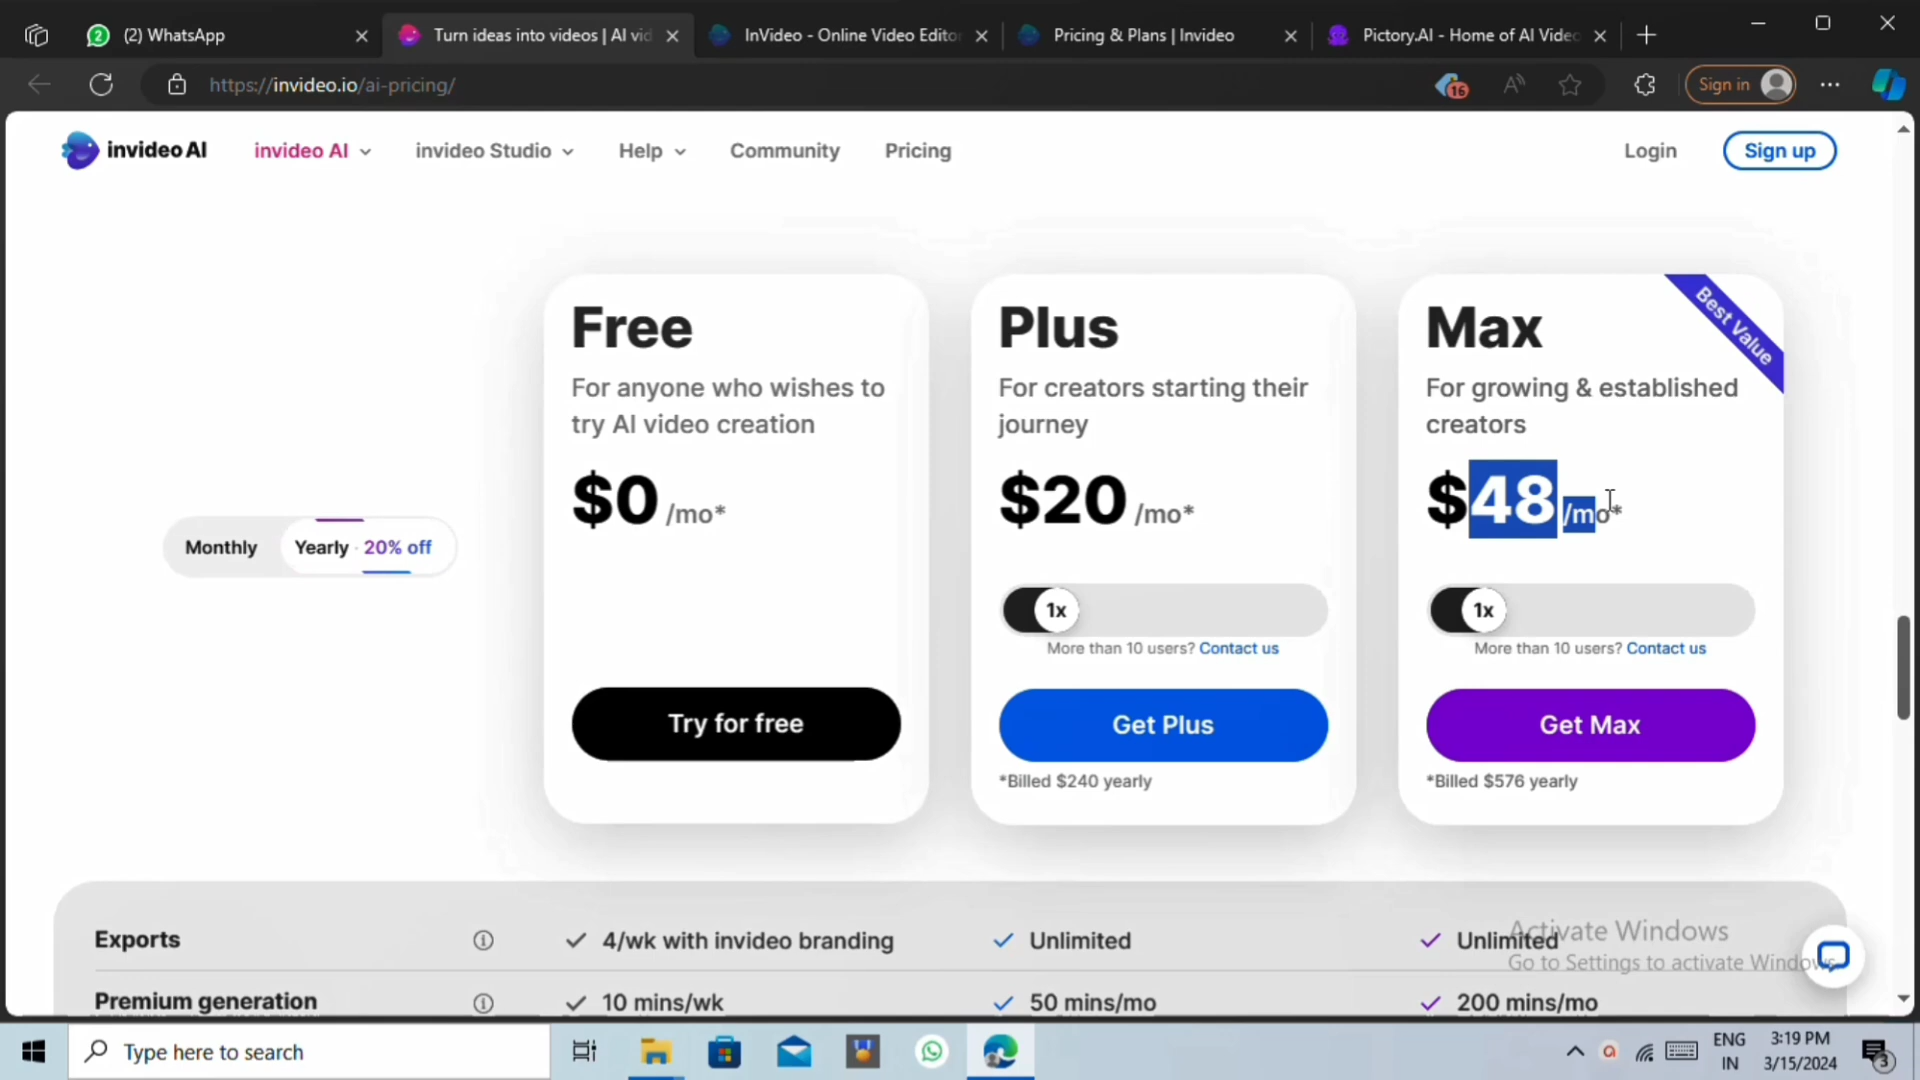 2
(2) WhatsApp
Turn ideas into videos | AI vid
InVideo - Online Video Editor
Pricing & Plans | Invideo
Pictory.AI - Home of AI Video
https://invideo.io/ai-pricing/
16
Sign in
invideo AI
invideo AI
invideo Studio
Help
Community
Pricing
Login
Sign up
Free
For anyone who wishes to
try AI video creation
$0 /mo*
Try for free
Plus
For creators starting their
journey
$20 /mo*
1x
More than 10 users? Contact us
Get Plus
*Billed $240 yearly
Best Value
Max
For growing & established
creators
$48 /mo*
1x
More than 10 users? Contact us
Get Max
*Billed $576 yearly
Monthly
Yearly · 20% off
Exports
4/wk with invideo branding
Unlimited
Unlimited
Premium generation
10 mins/wk
50 mins/mo
200 mins/mo
Activate Windows
Go to Settings to activate Windows.
Type here to search
ENG
IN
3:19 PM
3/15/2024
3